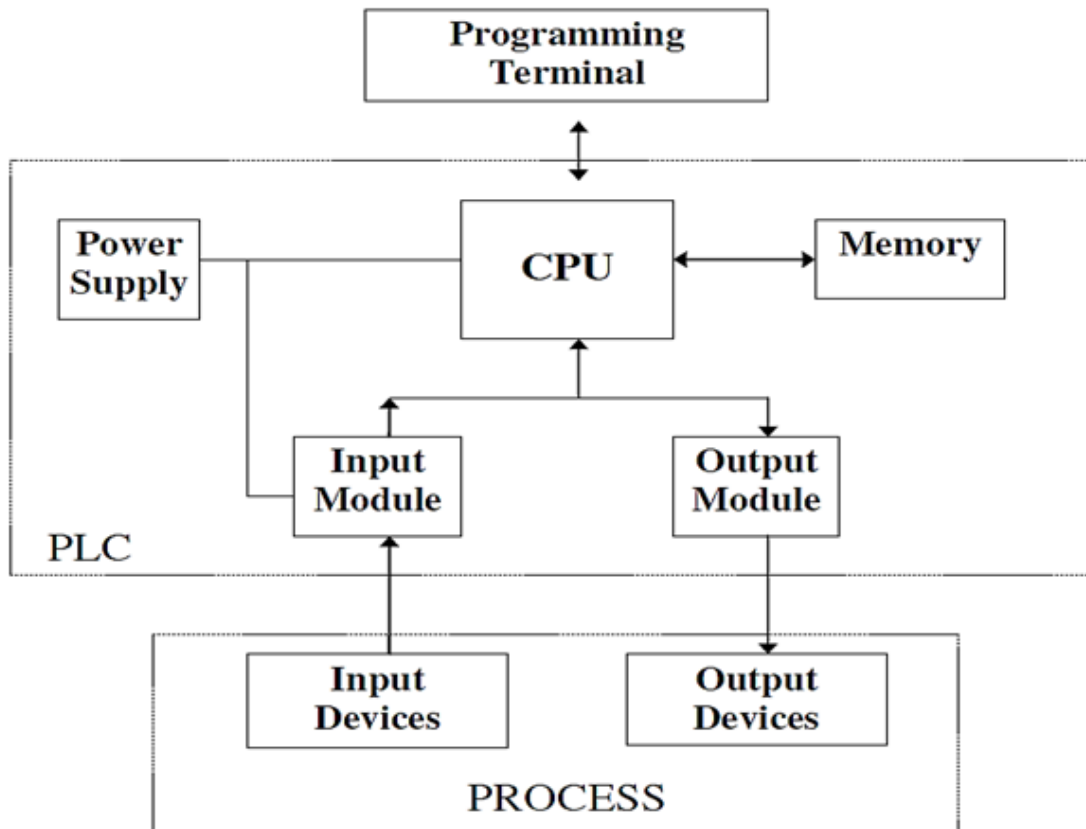 Programming
Terminal
Power
Supply
CPU
Memory
Input
Module
Output
Module
PLC
Input
Devices
Output
Devices
PROCESS